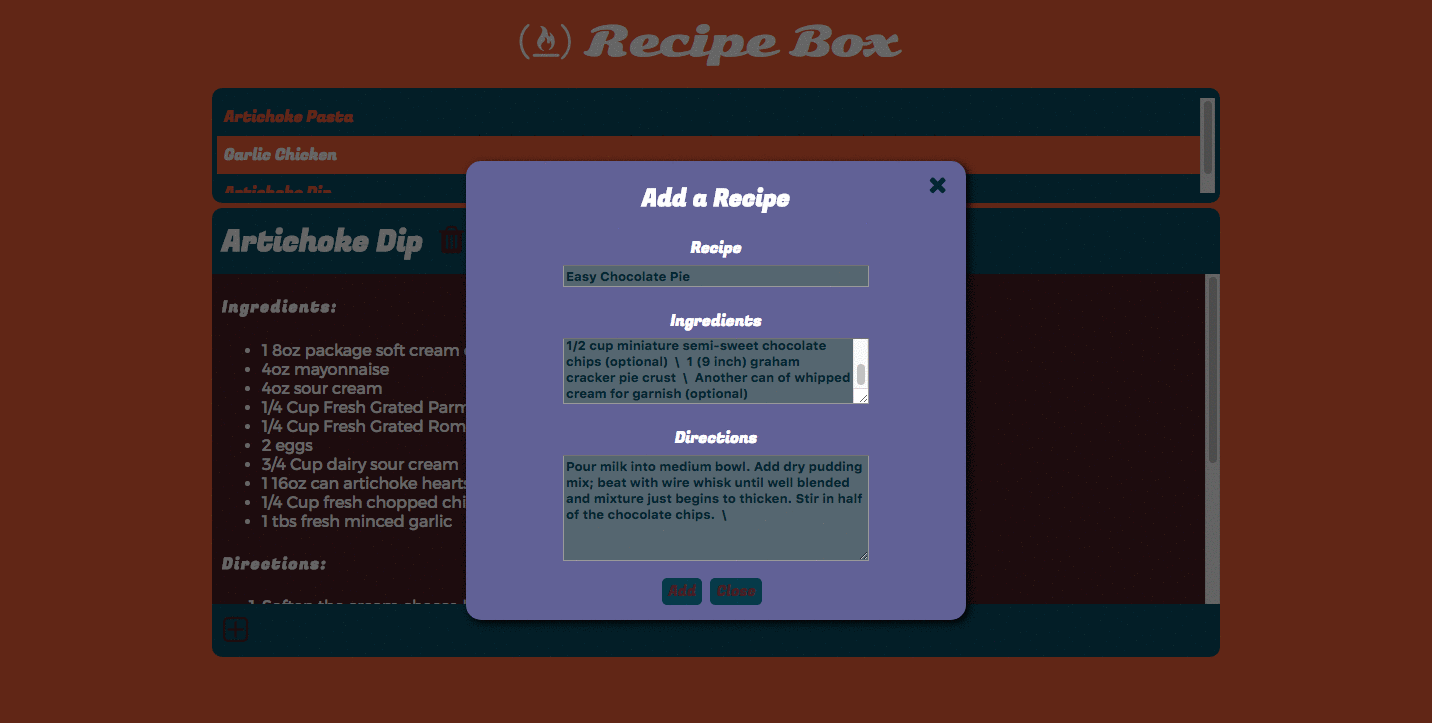 Recipe Box
Artichoke Pasta
Garlic Chicken
Artichoke Dip
Artichoke Dip
Ingredients:
1 8oz package soft cream
4oz mayonnaise
4oz sour cream
1/4 Cup Fresh Grated Parm
1/4 Cup Fresh Grated Rom
2 eggs
3/4 Cup dairy sour cream
1 16oz can artichoke hearts
1/4 Cup fresh chopped chi
1 tbs fresh minced garlic
Directions:
1. Soften the cream cheese
Add a Recipe
Recipe
Easy Chocolate Pie
Ingredients
1/2 cup miniature semi-sweet chocolate
chips (optional) \ 1 (9 inch) graham
cracker pie crust \ Another can of whipped
cream for garnish (optional)
Directions
Pour milk into medium bowl. Add dry pudding
mix; beat with wire whisk until well blended
and mixture just begins to thicken. Stir in half
of the chocolate chips. \
Add Close